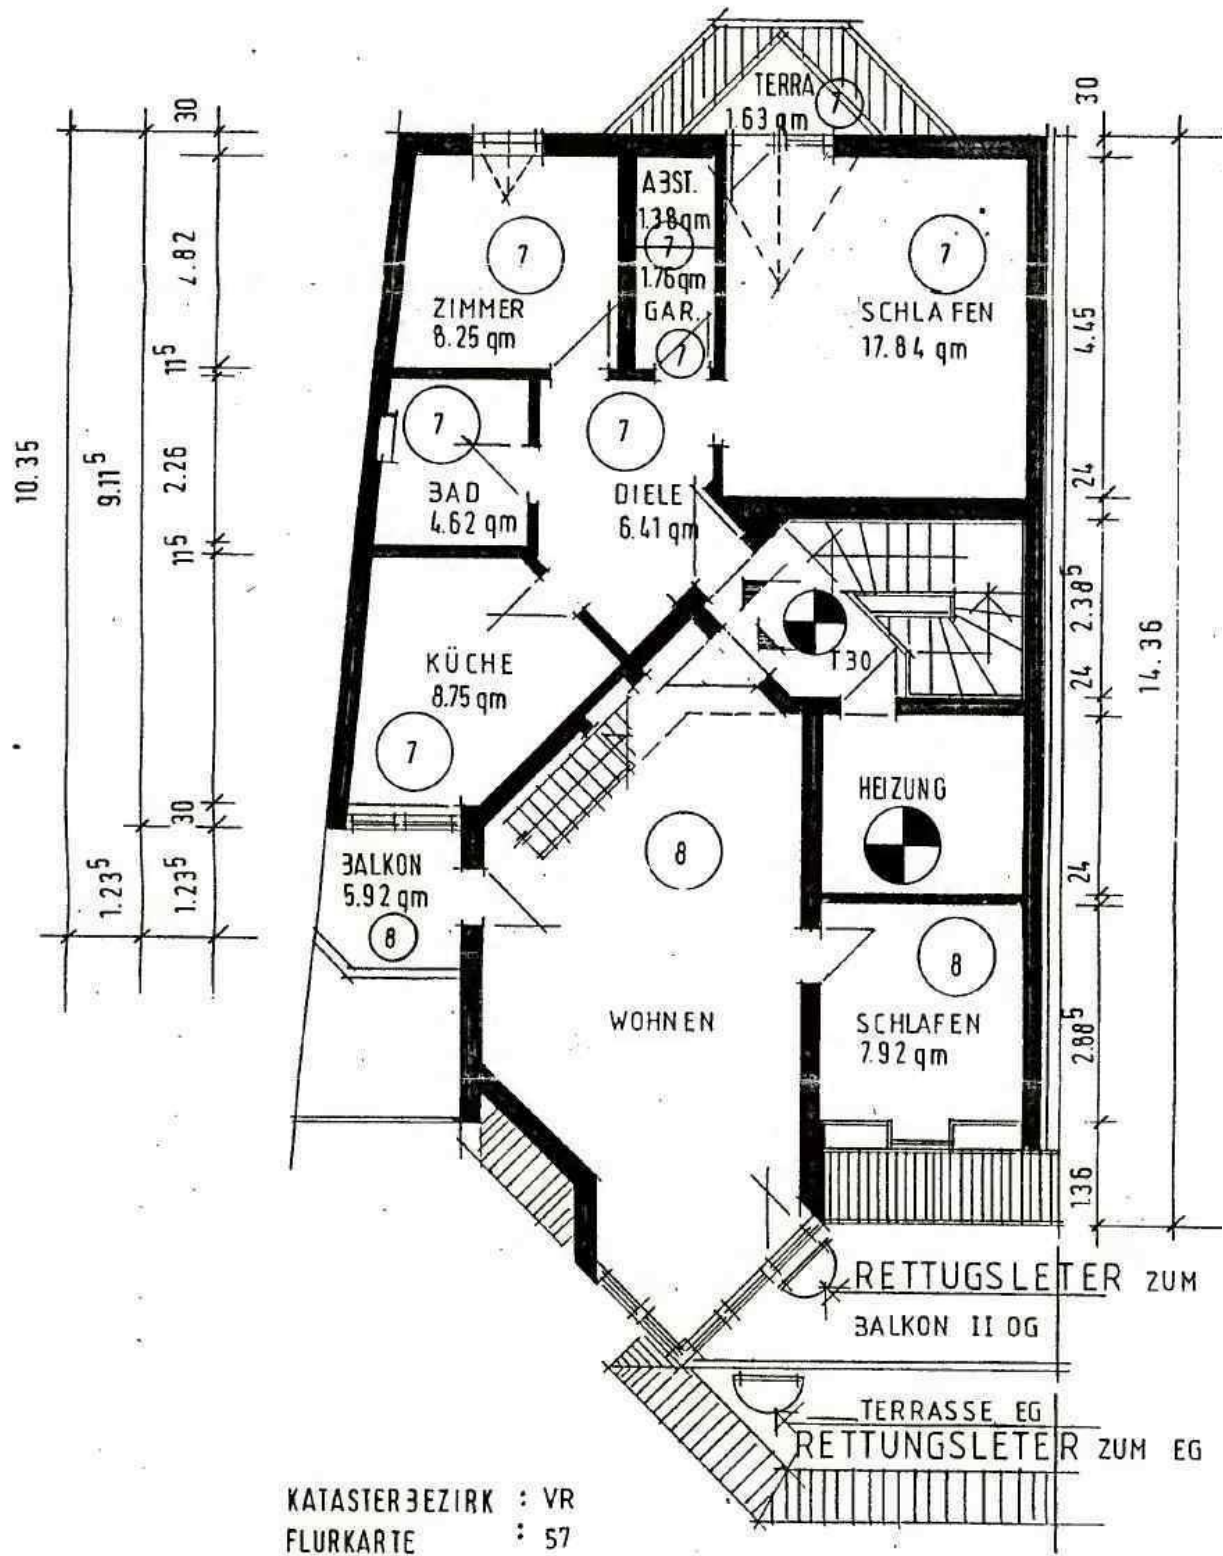 TERRA
7
1.63 qm
30
30
ABST.
1.38 qm
7
1.76 qm
GAR.
7
7
ZIMMER
8.25 qm
7
SCHLAFEN
17.84 qm
4.82
4.45
11⁵
7
BAD
4.62 qm
7
DIELE
6.41 qm
10.35
9.11⁵
2.26
24
11⁵
2.38⁵
14.36
T30
24
KÜCHE
8.75 qm
7
HEIZUNG
8
30
BALKON
5.92 qm
8
1.23⁵
1.23⁵
24
8
WOHNEN
SCHLAFEN
7.92 qm
2.88⁵
1.36
RETTUGSLETER ZUM
BALKON II OG
TERRASSE EG
RETTUNGSLETER ZUM EG
KATASTERBEZIRK : VR
FLURKARTE : 57